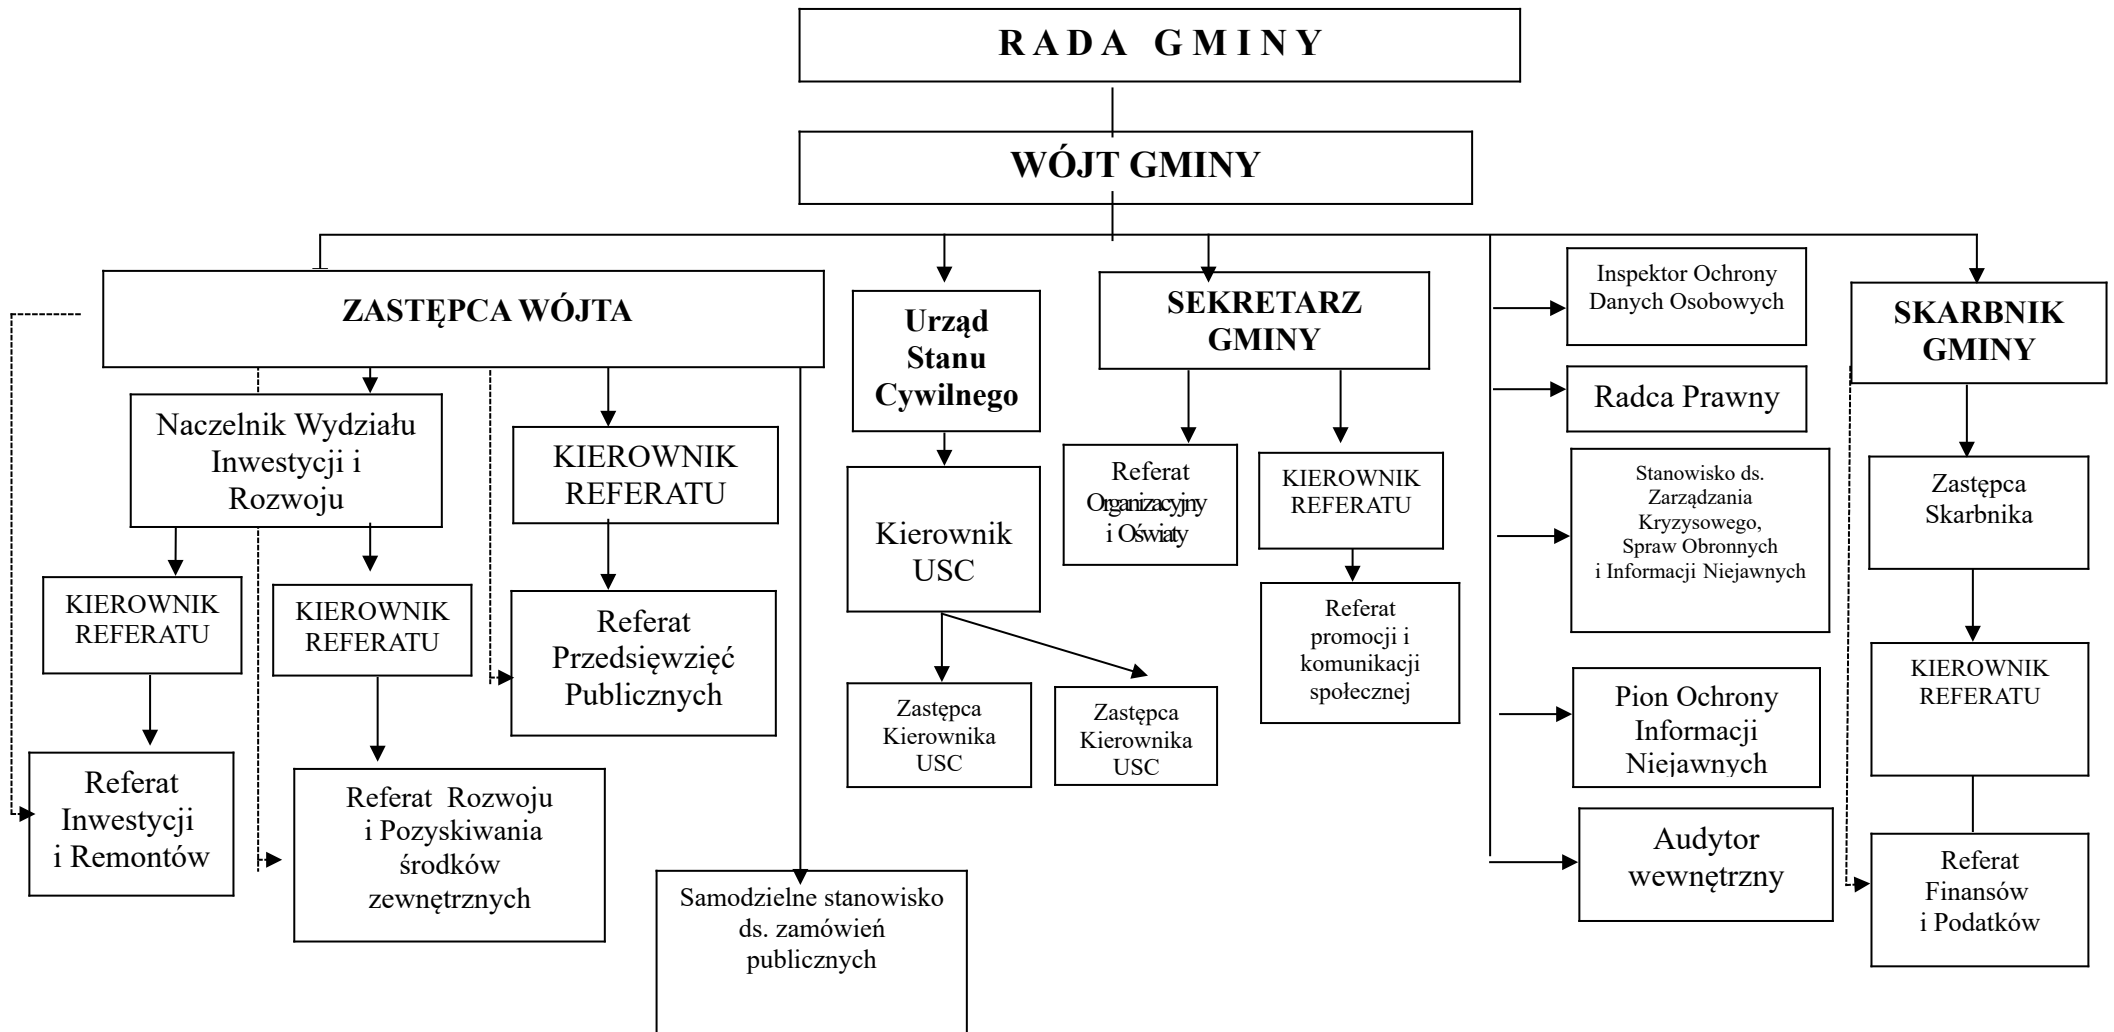 RADA GMINY
WÓJT GMINY
ZASTĘPCA WÓJTA
Naczelnik Wydziału
Inwestycji i
Rozwoju
KIEROWNIK
REFERATU
KIEROWNIK
REFERATU
KIEROWNIK
REFERATU
Referat
Przedsięwzięć
Publicznych
Referat
Inwestycji
i Remontów
Referat Rozwoju
i Pozyskiwania
środków
zewnętrznych
Samodzielne stanowisko
ds. zamówień
publicznych
Urząd
Stanu
Cywilnego
Kierownik
USC
Zastępca
Kierownika
USC
Zastępca
Kierownika
USC
SEKRETARZ
GMINY
Referat
Organizacyjny
i Oświaty
KIEROWNIK
REFERATU
Referat
promocji i
komunikacji
społecznej
Inspektor Ochrony
Danych Osobowych
Radca Prawny
Stanowisko ds.
Zarządzania
Kryzysowego,
Spraw Obronnych
i Informacji Niejawnych
Pion Ochrony
Informacji
Niejawnych
Audytor
wewnętrzny
SKARBNIK
GMINY
Zastępca
Skarbnika
KIEROWNIK
REFERATU
Referat
Finansów
i Podatków